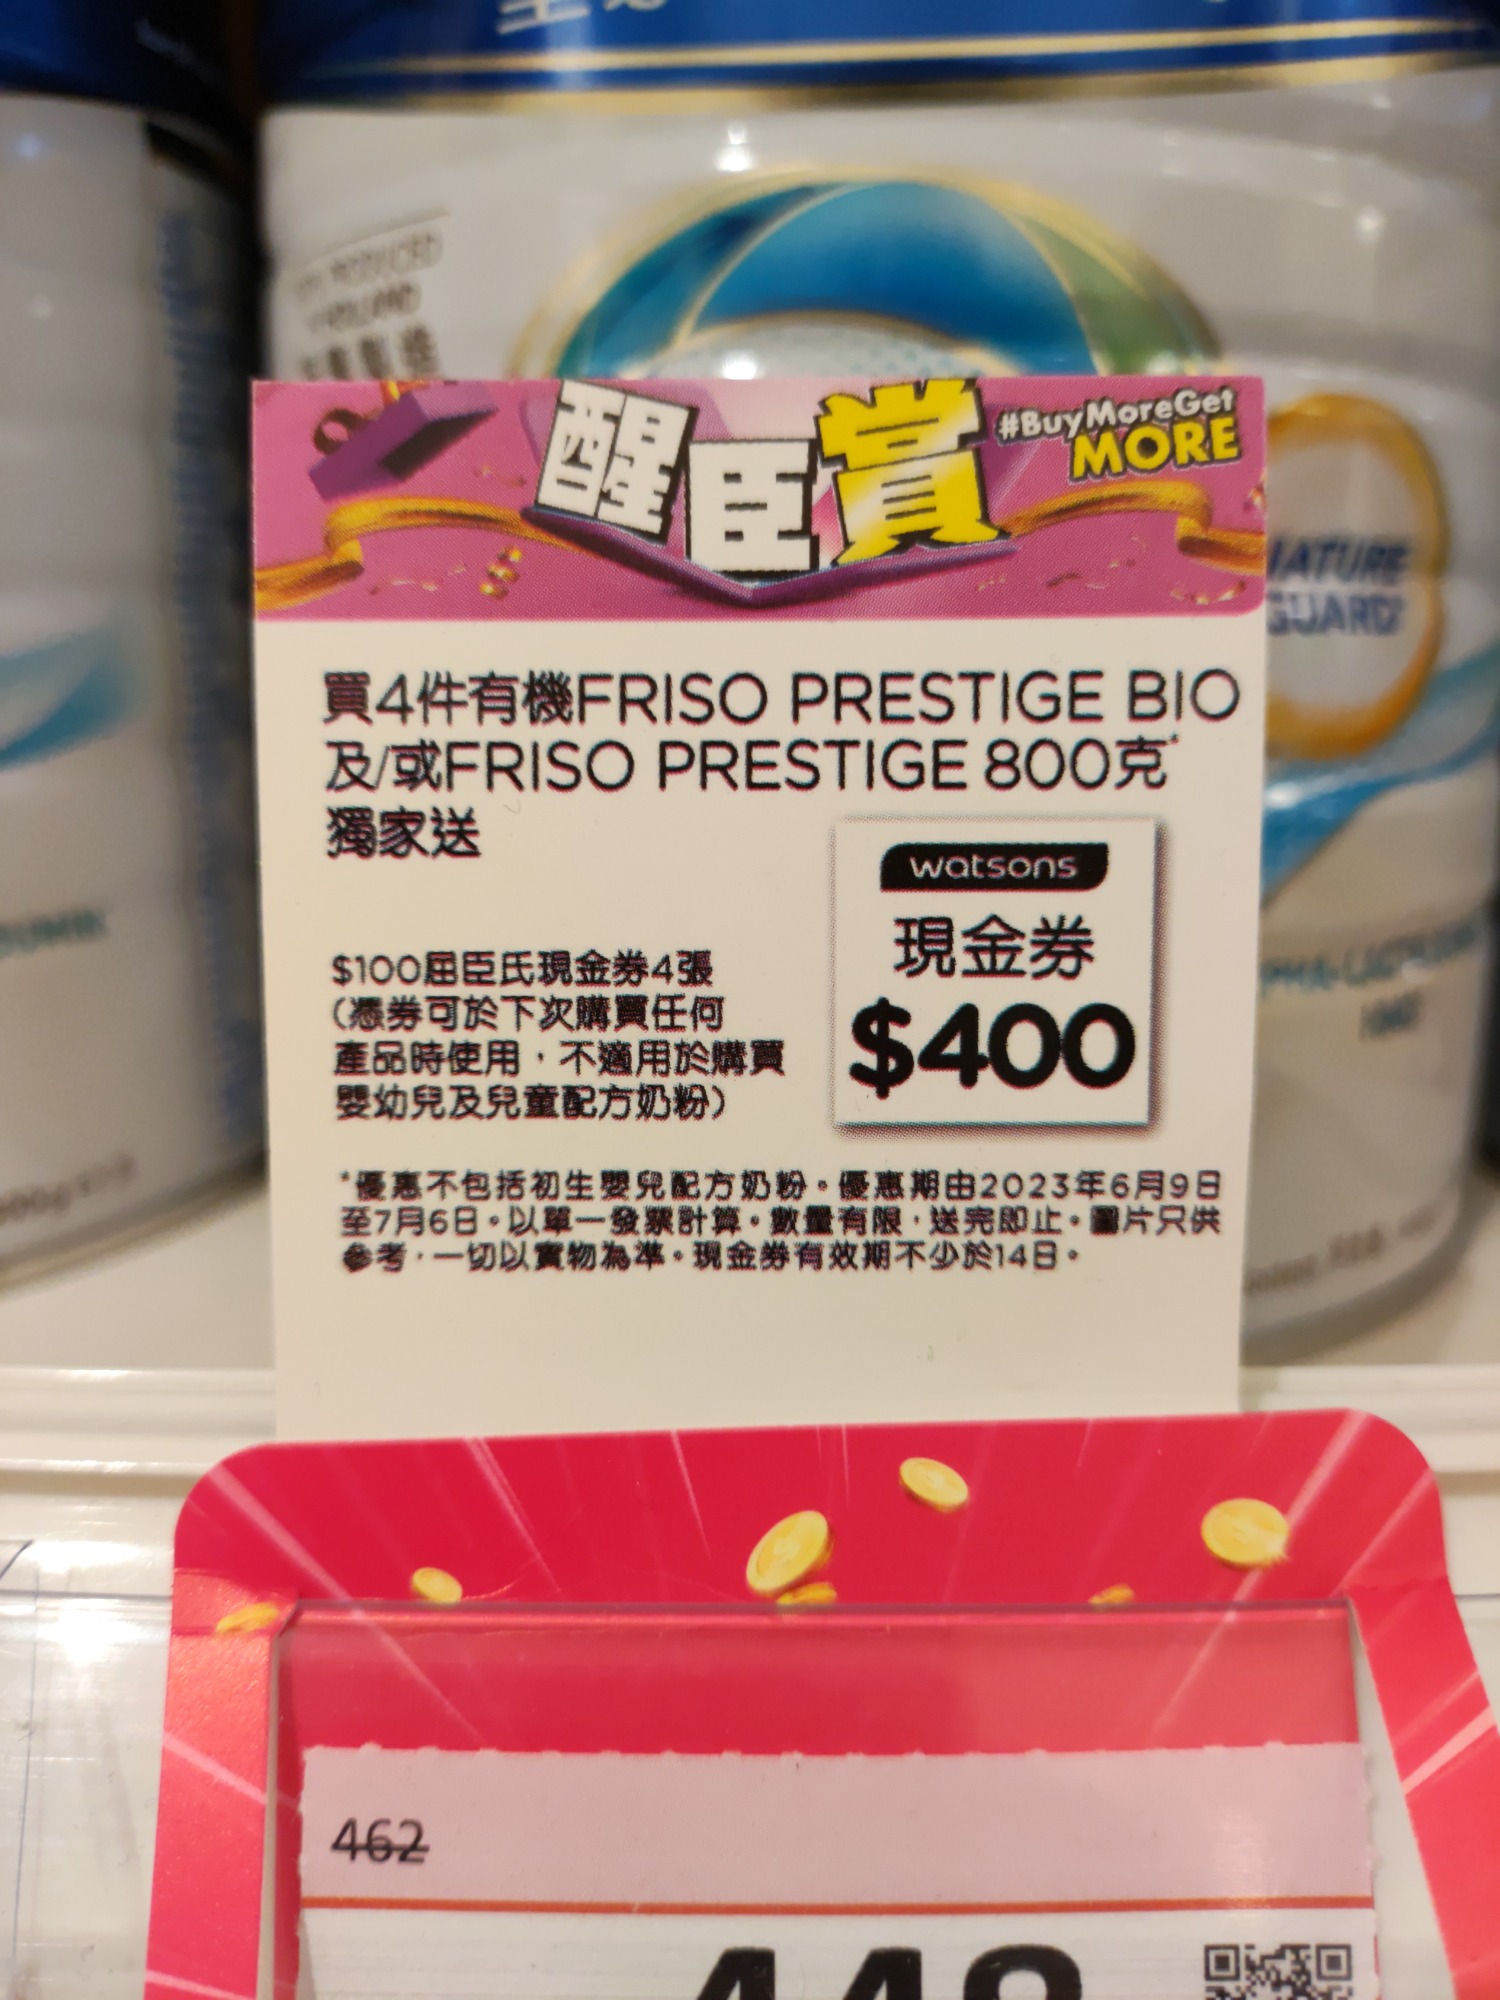 醒臣賞
#BuyMoreGet
MORE
NATURE
GUARD
買4件有機FRISO PRESTIGE BIO
及/或FRISO PRESTIGE 800克*
獨家送
watsons
現金券
$400
$100屈臣氏現金券4張
(憑券可於下次購買任何
產品時使用，不適用於購買
嬰幼兒及兒童配方奶粉)
*優惠不包括初生嬰兒配方奶粉。優惠期由2023年6月9日
至7月6日。以單一發票計算。數量有限，送完即止。圖片只供
參考，一切以實物為準。現金券有效期不少於14日。
462